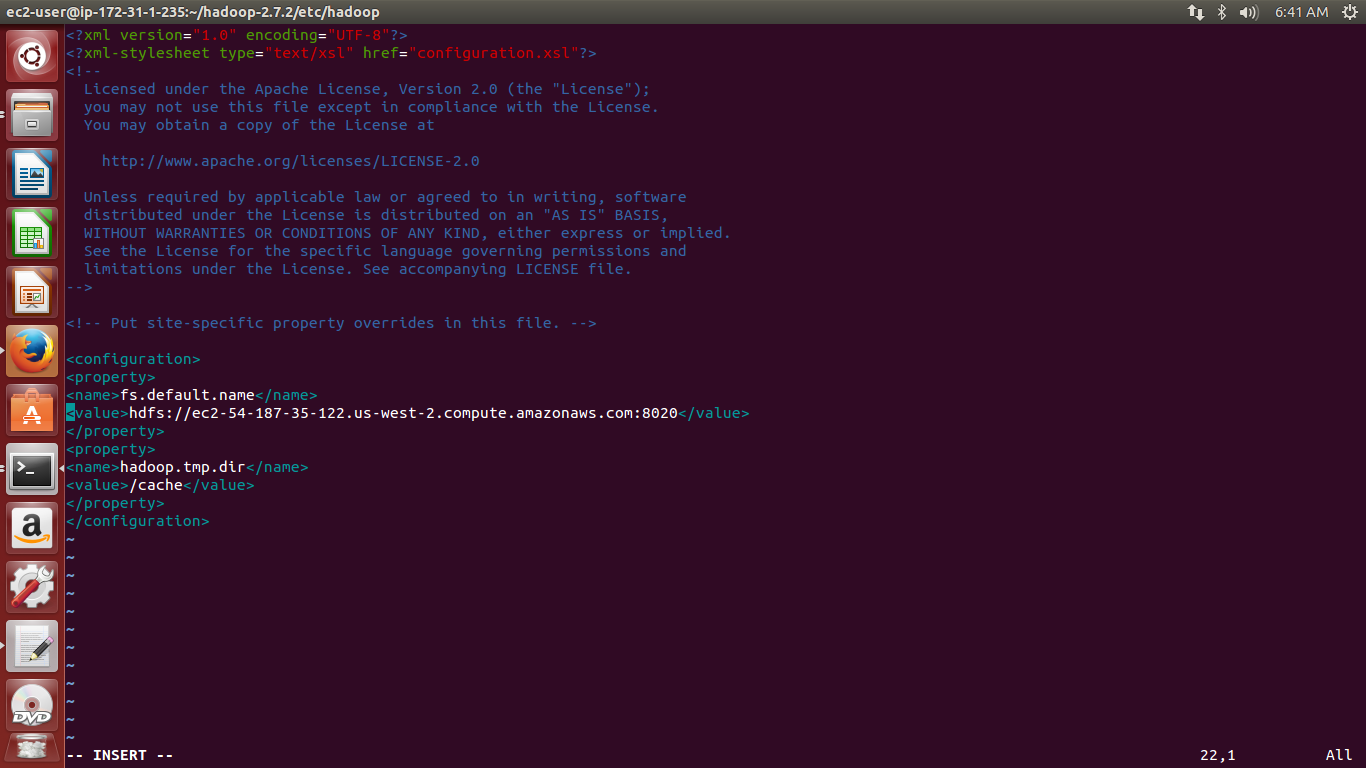 ec2-user@ip-172-31-1-235:~/hadoop-2.7.2/etc/hadoop 6:41 AM
<?xml version="1.0" encoding="UTF-8"?>
<?xml-stylesheet type="text/xsl" href="configuration.xsl"?>
<!--
  Licensed under the Apache License, Version 2.0 (the "License");
  you may not use this file except in compliance with the License.
  You may obtain a copy of the License at

    http://www.apache.org/licenses/LICENSE-2.0

  Unless required by applicable law or agreed to in writing, software
  distributed under the License is distributed on an "AS IS" BASIS,
  WITHOUT WARRANTIES OR CONDITIONS OF ANY KIND, either express or implied.
  See the License for the specific language governing permissions and
  limitations under the License. See accompanying LICENSE file.
-->

<!-- Put site-specific property overrides in this file. -->

<configuration>
<property>
<name>fs.default.name</name>
<value>hdfs://ec2-54-187-35-122.us-west-2.compute.amazonaws.com:8020</value>
</property>
<property>
<name>hadoop.tmp.dir</name>
<value>/cache</value>
</property>
</configuration>
~
~
~
~
~
~
~
~
~
~
~
~
-- INSERT -- 22,1 All
A
>_
a
DVD